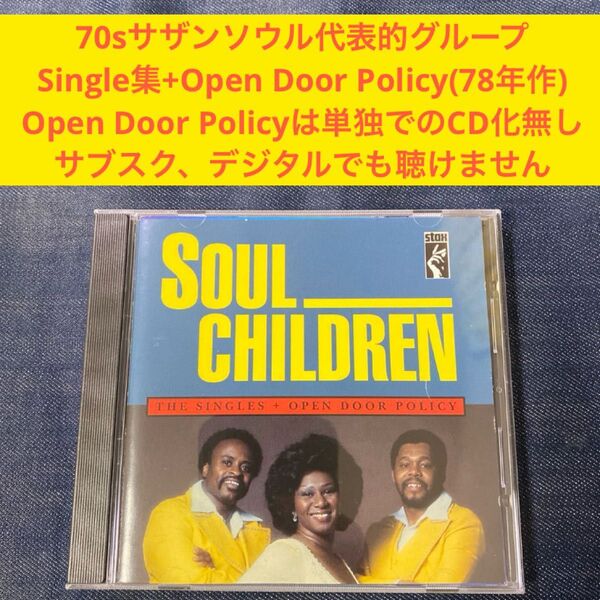 70sサザンソウル代表的グループ
Single集+Open Door Policy(78年作)
Open Door Policyは単独でのCD化無し
サブスク、デジタルでも聴けません
stax
SOUL
CHILDREN
THE SINGLES + OPEN DOOR POLICY